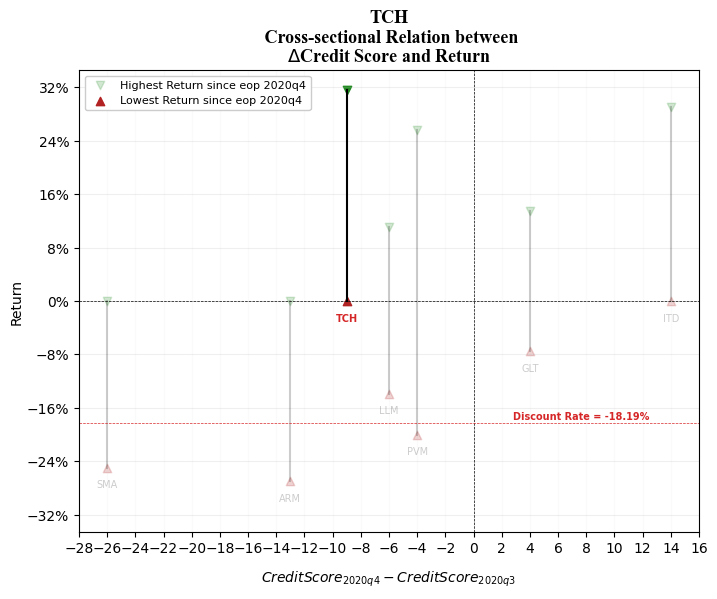 TCH
Cross-sectional Relation between
ΔCredit Score and Return
Highest Return since eop 2020q4
Lowest Return since eop 2020q4
32%
24%
16%
8%
0%
−8%
−16%
−24%
−32%
Return
TCH
ITD
GLT
LLM
Discount Rate = -18.19%
PVM
SMA
ARM
−28 −26 −24 −22 −20 −18 −16 −14 −12 −10 −8 −6 −4 −2 0 2 4 6 8 10 12 14 16
CreditScore2020q4 − CreditScore2020q3